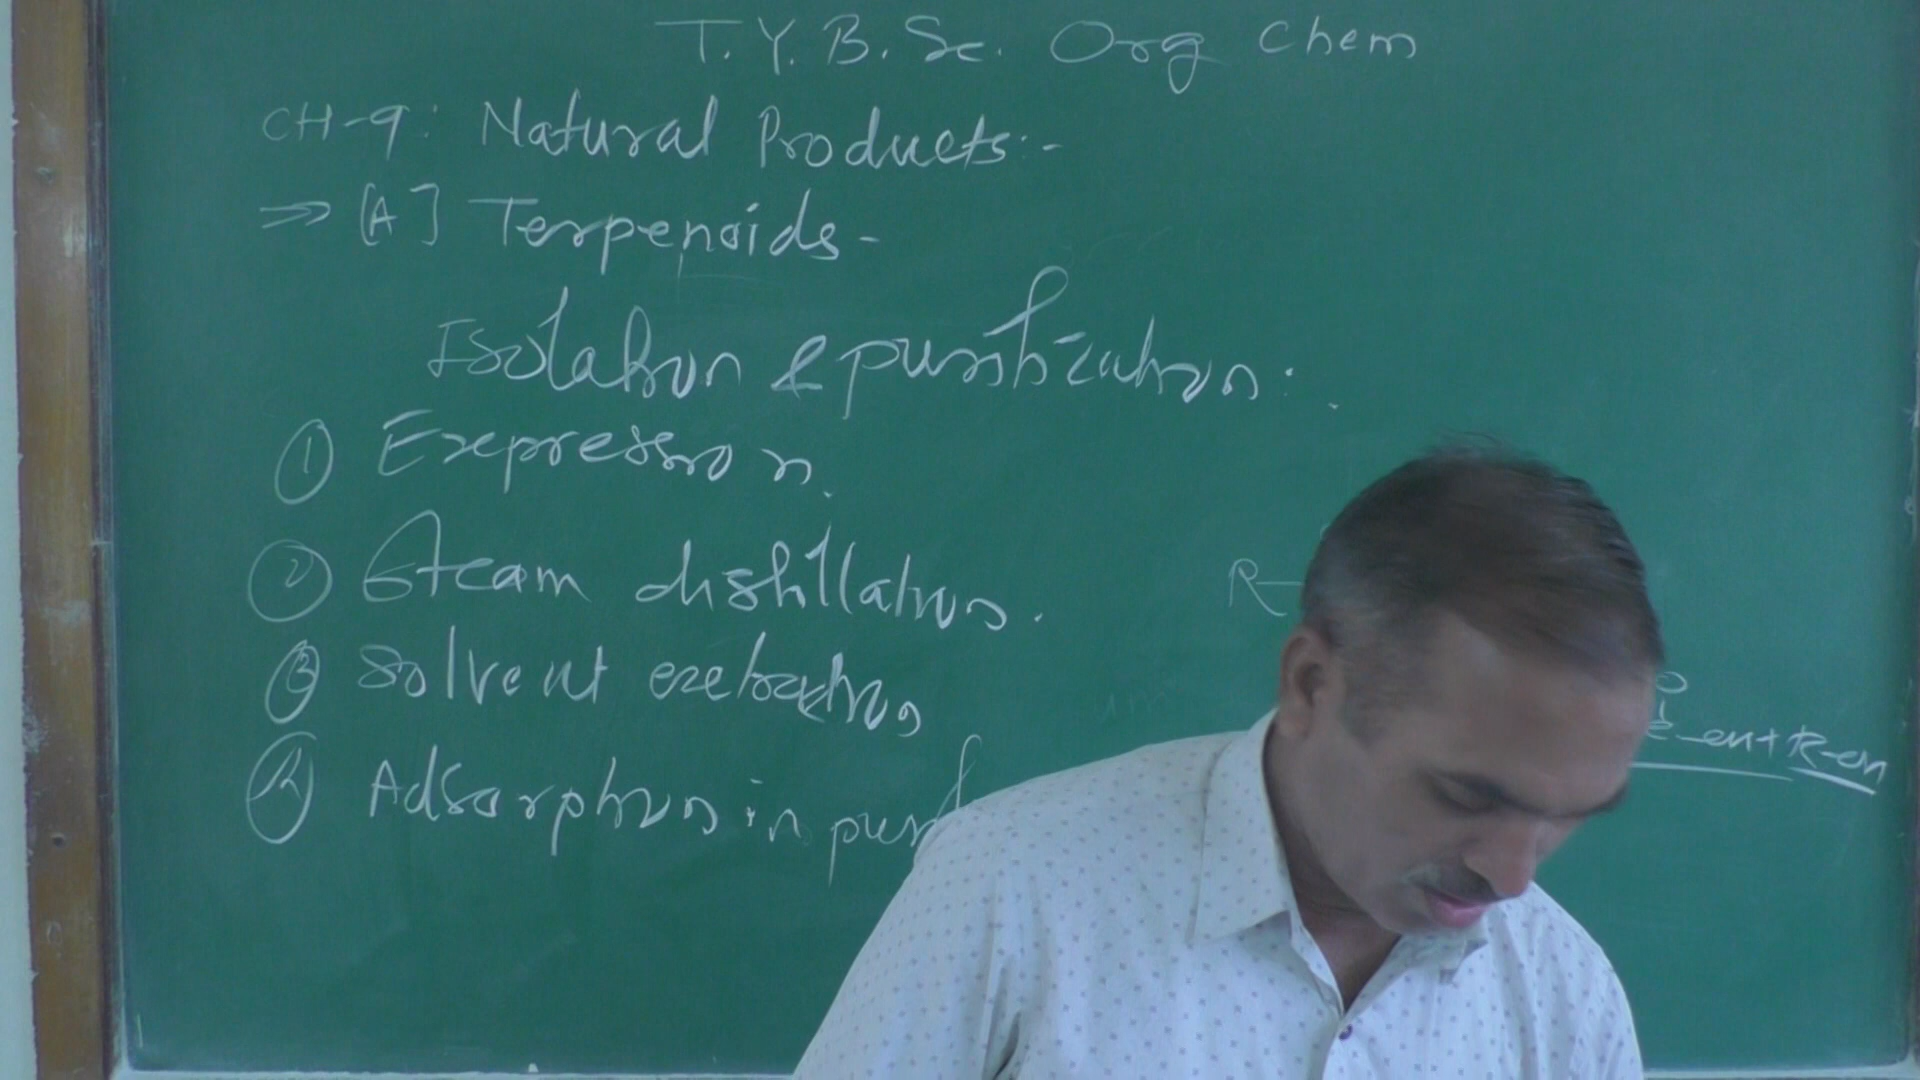 T.Y.B.Sc. Org Chem
CH-9: Natural Products:-
⇒ [A] Terpenoids-
Isolation & purification:
① Expression.
② Steam distillation.
③ Solvent extraction
④ Adsorption in purif
R-